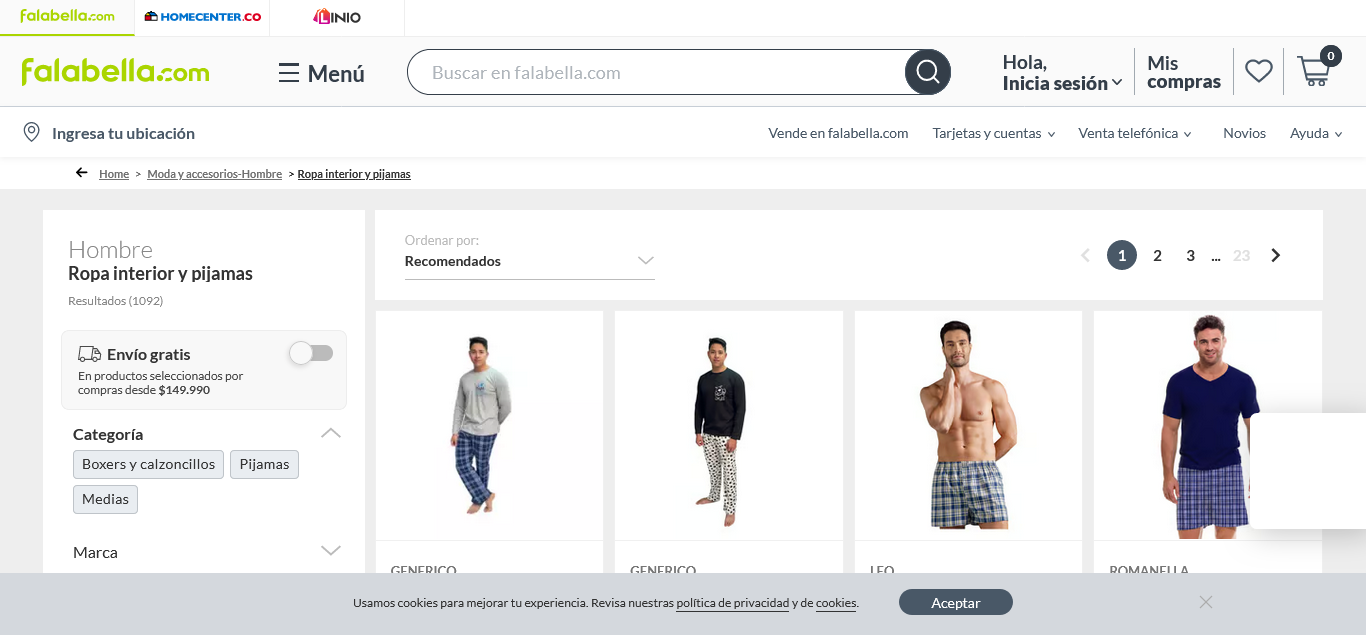 falabella.com
HOMECENTER.CO
LINIO
falabella.com
Menú
Buscar en falabella.com
Hola,
Inicia sesión
Mis
compras
0
Ingresa tu ubicación
Vende en falabella.com
Tarjetas y cuentas
Venta telefónica
Novios
Ayuda
Home > Moda y accesorios-Hombre > Ropa interior y pijamas
Hombre
Ropa interior y pijamas
Resultados (1092)
Envío gratis
En productos seleccionados por
compras desde $149.990
Categoría
Boxers y calzoncillos
Pijamas
Medias
Marca
Ordenar por:
Recomendados
1 2 3 ... 23
GENERICO
GENERICO
LEO
ROMANELLA
Usamos cookies para mejorar tu experiencia. Revisa nuestras política de privacidad y de cookies.
Aceptar